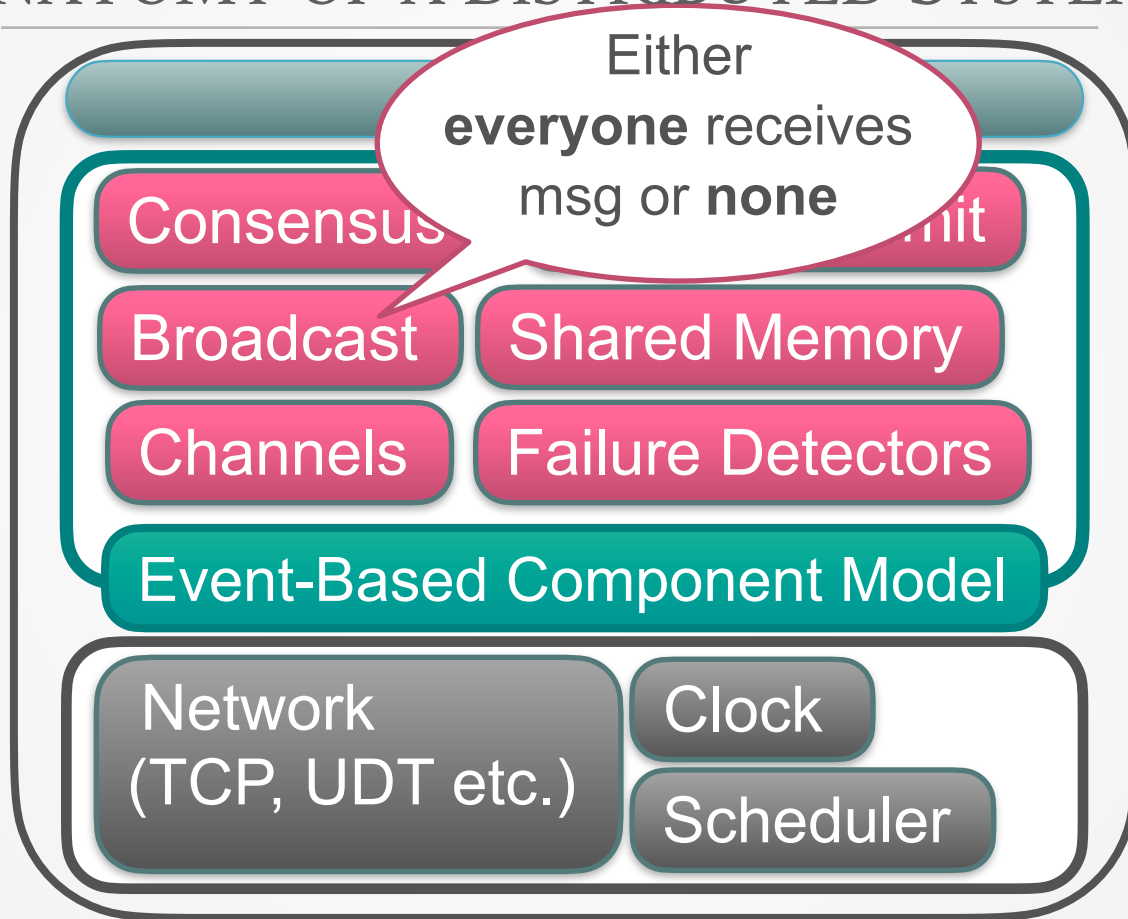 Either
everyone receives
msg or none
Consensus
Broadcast
Shared Memory
Channels
Failure Detectors
Event-Based Component Model
Network
(TCP, UDT etc.)
Clock
Scheduler